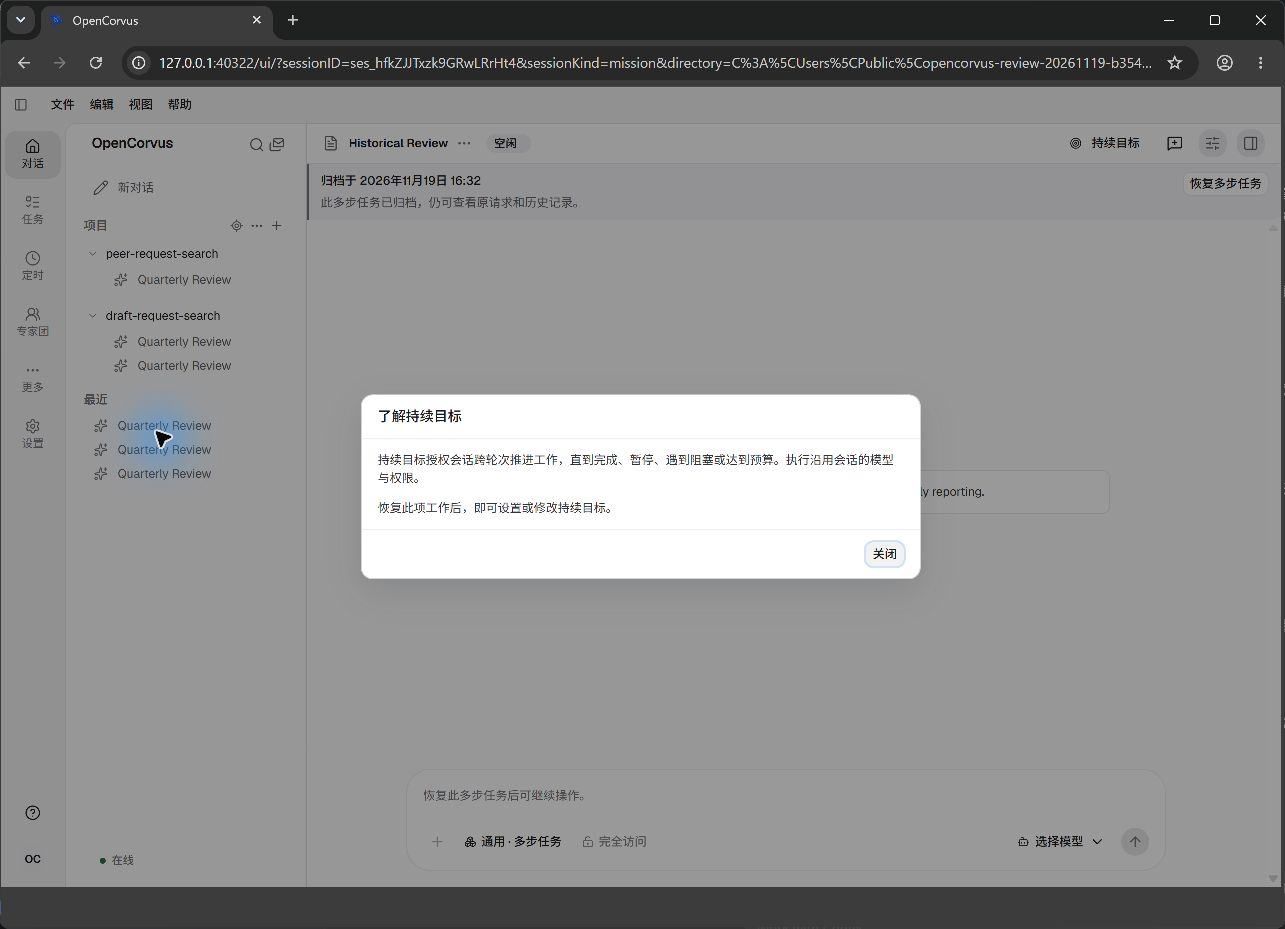 OpenCorvus
127.0.0.1:40322/ui/?sessionID=ses_hfkZJJTxzk9GRwLRrHt4&sessionKind=mission&directory=C%3A%5CUsers%5CPublic%5Copencorvus-review-20261119-b354...
文件 编辑 视图 帮助
对话
任务
定时
专家团
更多
设置
OC
OpenCorvus
新对话
项目
peer-request-search
Quarterly Review
draft-request-search
Quarterly Review
Quarterly Review
最近
Quarterly Review
Quarterly Review
Quarterly Review
在线
Historical Review 空闲
持续目标
归档于 2026年11月19日 16:32
此多步任务已归档，仍可查看原请求和历史记录。
恢复多步任务
了解持续目标
持续目标授权会话跨轮次推进工作，直到完成、暂停、遇到阻塞或达到预算。执行沿用会话的模型
与权限。
恢复此项工作后，即可设置或修改持续目标。
关闭
reporting.
恢复此多步任务后可继续操作。
通用 · 多步任务 完全访问
选择模型